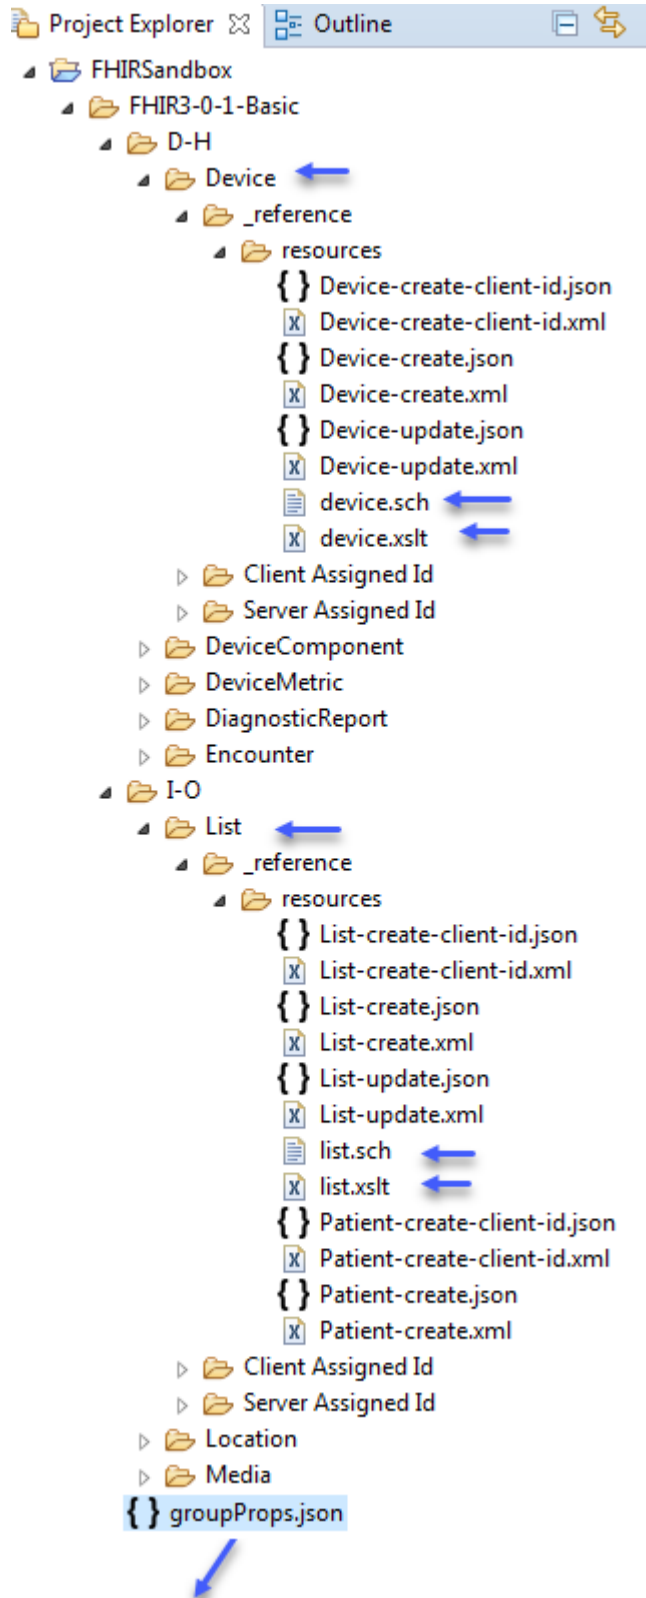 Project Explorer Outline
FHIRSandbox
FHIR3-0-1-Basic
D-H
Device
_reference
resources
Device-create-client-id.json
Device-create-client-id.xml
Device-create.json
Device-create.xml
Device-update.json
Device-update.xml
device.sch
device.xslt
Client Assigned Id
Server Assigned Id
DeviceComponent
DeviceMetric
DiagnosticReport
Encounter
I-O
List
_reference
resources
List-create-client-id.json
List-create-client-id.xml
List-create.json
List-create.xml
List-update.json
List-update.xml
list.sch
list.xslt
Patient-create-client-id.json
Patient-create-client-id.xml
Patient-create.json
Patient-create.xml
Client Assigned Id
Server Assigned Id
Location
Media
groupProps.json